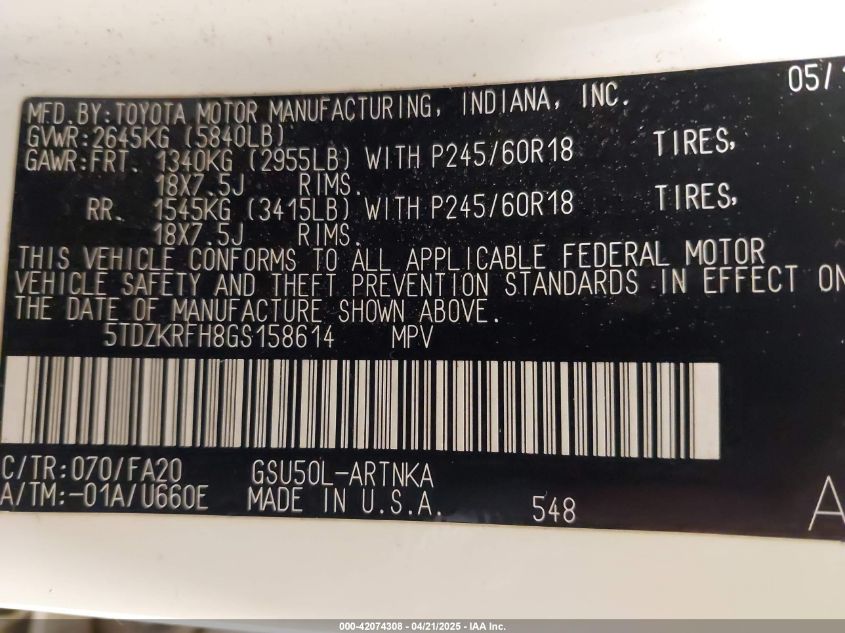 05/1
MFD.BY:TOYOTA MOTOR MANUFACTURING, INDIANA, INC.
GVWR:2645KG (5840LB)
GAWR:FRT. 1340KG (2955LB) WITH P245/60R18 TIRES,
18X7.5J RIMS.
RR. 1545KG (3415LB) WITH P245/60R18 TIRES,
18X7.5J RIMS.
THIS VEHICLE CONFORMS TO ALL APPLICABLE FEDERAL MOTOR
VEHICLE SAFETY AND THEFT PREVENTION STANDARDS IN EFFECT ON
THE DATE OF MANUFACTURE SHOWN ABOVE.
5TDZKRFH8GS158614 MPV
C/TR:070/FA20 GSU50L-ARTNKA
A/TM:-01A/U660E MADE IN U.S.A. 548 A
000-42074308 - 04/21/2025 - IAA Inc.